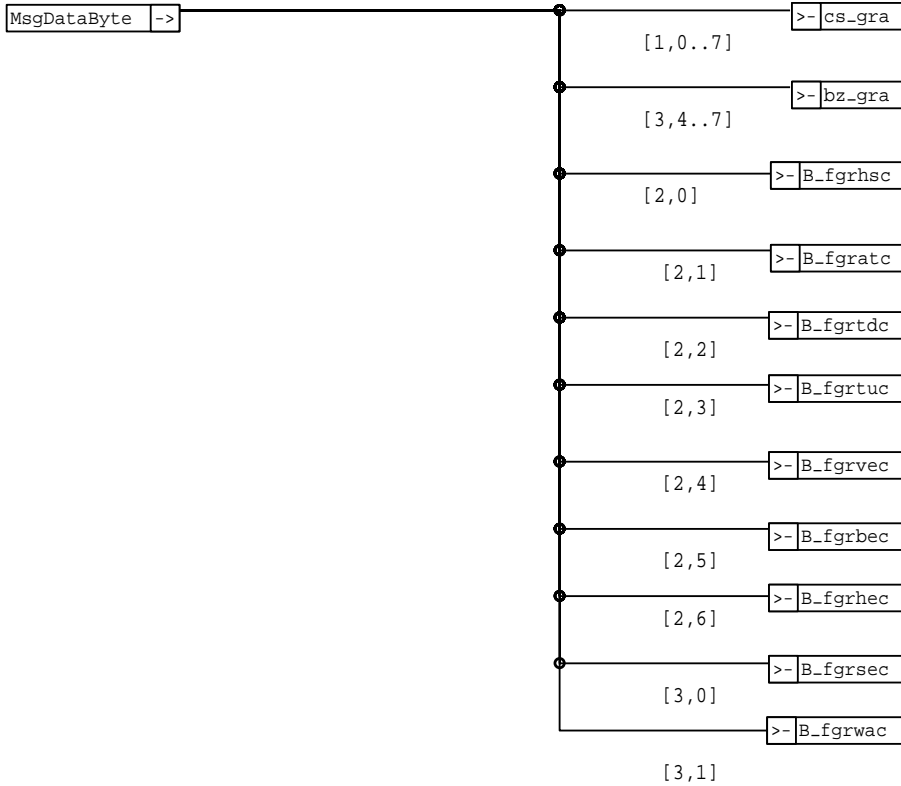 MsgDataByte ->
>- cs_gra
[1,0..7]
>- bz_gra
[3,4..7]
>- B_fgrhsc
[2,0]
>- B_fgratc
[2,1]
>- B_fgrtdc
[2,2]
>- B_fgrtuc
[2,3]
>- B_fgrvec
[2,4]
>- B_fgrbec
[2,5]
>- B_fgrhec
[2,6]
>- B_fgrsec
[3,0]
>- B_fgrwac
[3,1]